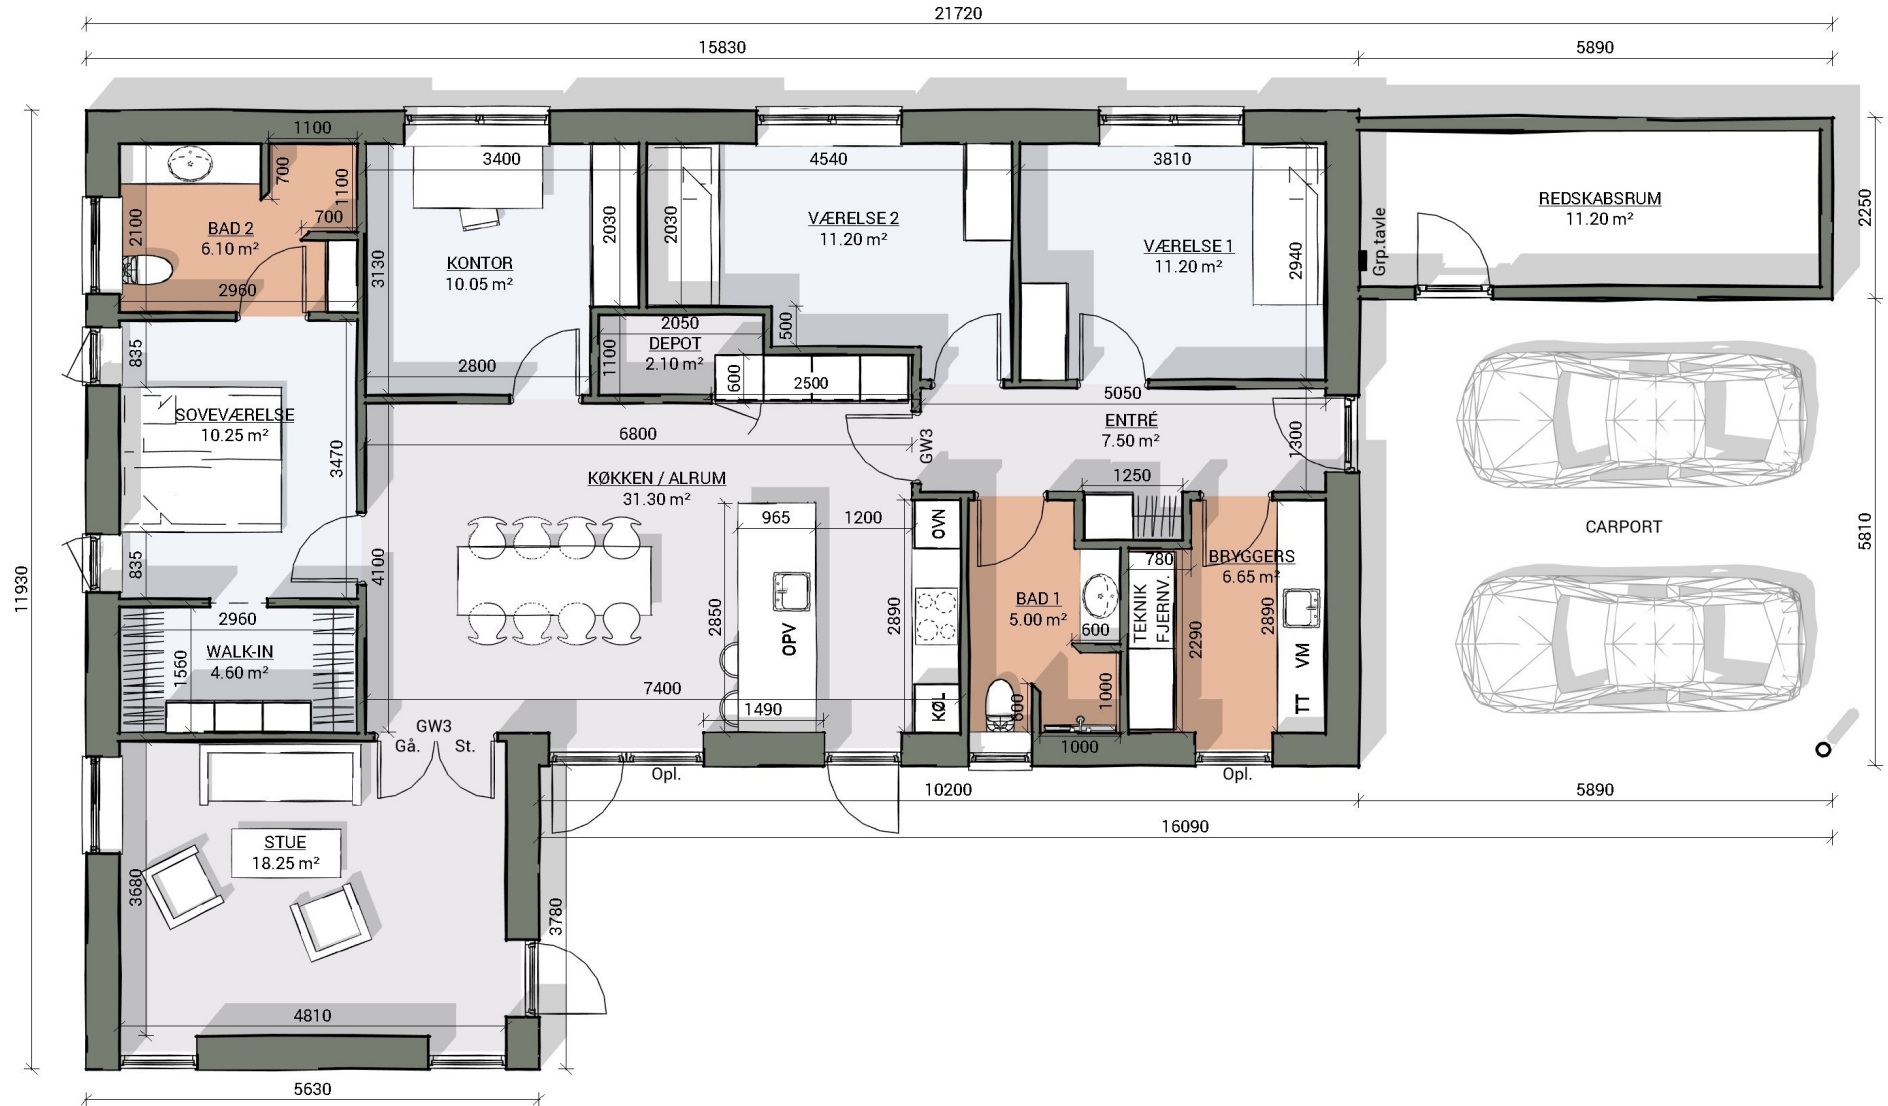 21720
15830
5890
1100
700
1100
700
2100
BAD 2
6.10 m²
2960
3400
3130
KONTOR
10.05 m²
2030
2800
2030
4540
VÆRELSE 2
11.20 m²
500
3810
VÆRELSE 1
11.20 m²
2940
Grp.tavle
REDSKABSRUM
11.20 m²
2250
2050
DEPOT
2.10 m²
1100
600
2500
835
SOVEVÆRELSE
10.25 m²
3470
835
6800
GW3
5050
ENTRÉ
7.50 m²
1300
1250
KØKKEN / ALRUM
31.30 m²
4100
965
1200
OVN
2850
OPV
2890
KØL
7400
1490
BAD 1
5.00 m²
600
600
1000
1000
780
TEKNIK
FJERNV.
2290
BRYGGERS
6.65 m²
2890
VM
TT
CARPORT
5810
11930
2960
WALK-IN
4.60 m²
1560
GW3
Gå.
St.
Opl.
Opl.
10200
5890
16090
STUE
18.25 m²
3680
3780
4810
5630